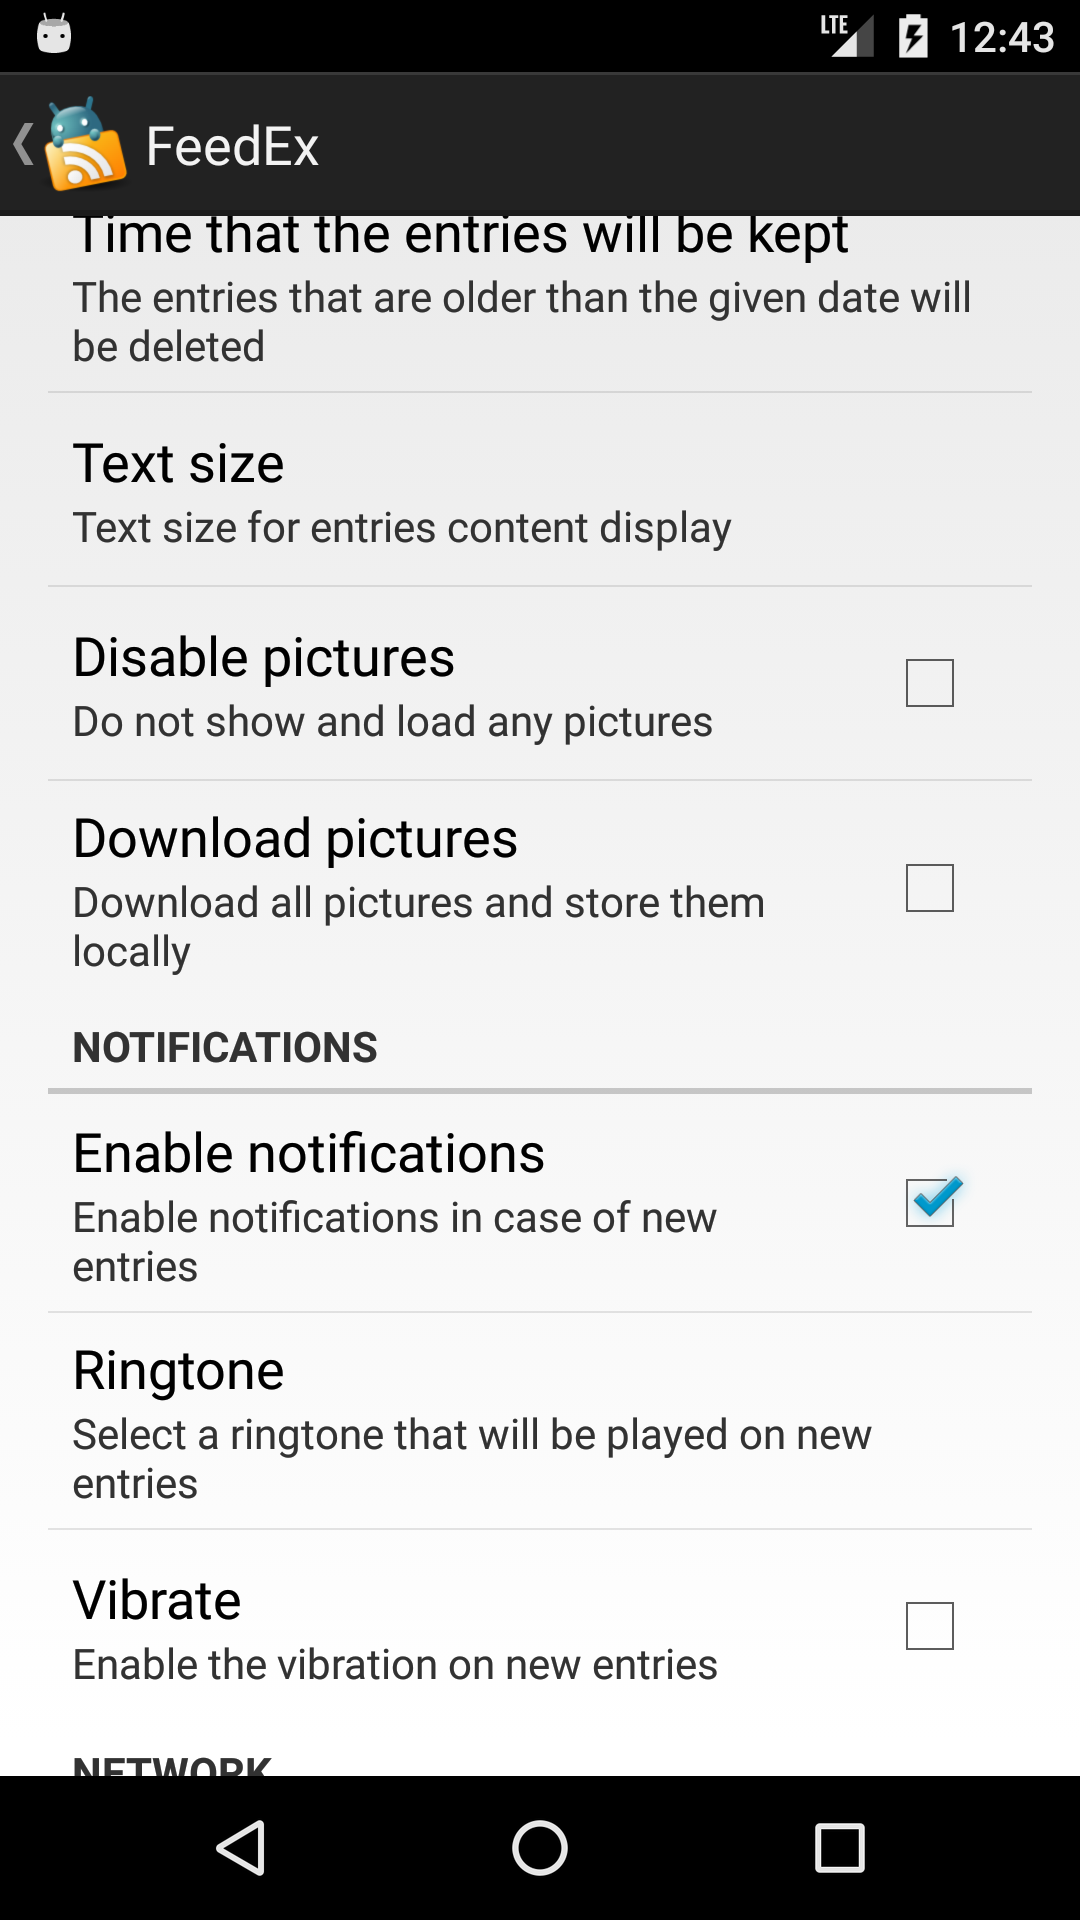 LTE 12:43
FeedEx
Time that the entries will be kept
The entries that are older than the given date will
be deleted
Text size
Text size for entries content display
Disable pictures
Do not show and load any pictures
Download pictures
Download all pictures and store them
locally
NOTIFICATIONS
Enable notifications
Enable notifications in case of new
entries
Ringtone
Select a ringtone that will be played on new
entries
Vibrate
Enable the vibration on new entries
NETWORK